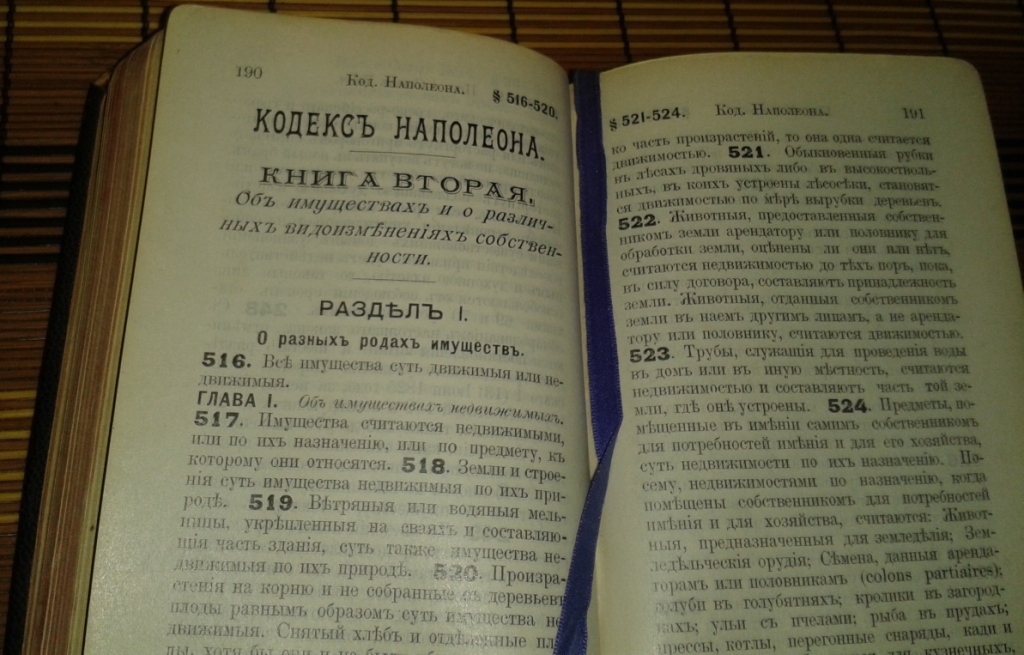 190
Код. Наполеона.
§ 516-520.
КОДЕКСЪ НАПОЛЕОНА.
КНИГА ВТОРАЯ.
Объ имуществахъ и о различ-
ныхъ видоизмѣненіяхъ собствен-
ности.
РАЗДѢЛЪ I.
О разныхъ родахъ имуществъ.
516. Всѣ имущества суть движимыя или не-
движимыя.
ГЛАВА I. Объ имуществахъ недвижимыхъ.
517. Имущества считаются недвижимыми,
или по ихъ назначенію, или по предмету, къ
которому они относятся. 518. Земли и строе-
нія суть имущества недвижимыя по ихъ при-
родѣ. 519. Вѣтряныя или водяныя мель-
ницы, укрѣпленныя на сваяхъ и составляю-
щія часть зданія, суть также имущества не-
движимыя по ихъ природѣ. 520. Произра-
стенія на корню и не собранные съ деревьевъ
плоды равнымъ образомъ суть имущества не-
движимыя. Снятый хлѣбъ и отдѣленные пло-
ды, хотя бы они и не были
§ 521-524.
Код. Наполеона.
191
ко часть произрастеній, то она одна считается
движимостью. 521. Обыкновенныя рубки
въ лѣсахъ дровяныхъ либо въ высокостволь-
ныхъ, въ коихъ устроены лѣсосѣки, становят-
ся движимостью по мѣрѣ вырубки деревьевъ.
522. Животныя, предоставленныя собствен-
никомъ земли арендатору или половнику для
обработки земли, оцѣнены ли они или нѣтъ,
считаются недвижимостью до тѣхъ поръ, пока,
въ силу договора, составляютъ принадлежность
земли. Животныя, отданныя собственникомъ
земли въ наемъ другимъ лицамъ, а не аренда-
тору или половнику, считаются движимостью.
523. Трубы, служащія для проведенія воды
въ домъ или въ иную мѣстность, считаются
недвижимостью и составляютъ часть той зе-
мли, гдѣ онѣ устроены. 524. Предметы, по-
мѣщенные въ имѣніи самимъ собственникомъ
для потребностей имѣнія и для его хозяйства,
суть недвижимости по ихъ назначенію. По-
сему, недвижимостями по назначенію, когда
помѣщены собственникомъ для потребностей
имѣнія и для хозяйства, считаются: Живот-
ныя, предназначенныя для земледѣлія; Зем-
ледѣльческія орудія; Сѣмена, данныя аренда-
торамъ или половникамъ (colons partiaires);
голуби въ голубятняхъ; кролики въ загород-
кахъ; ульи съ пчелами; рыба въ прудахъ;
прессы, котлы, перегонные снаряды, кади и
для кузнечныхъ,